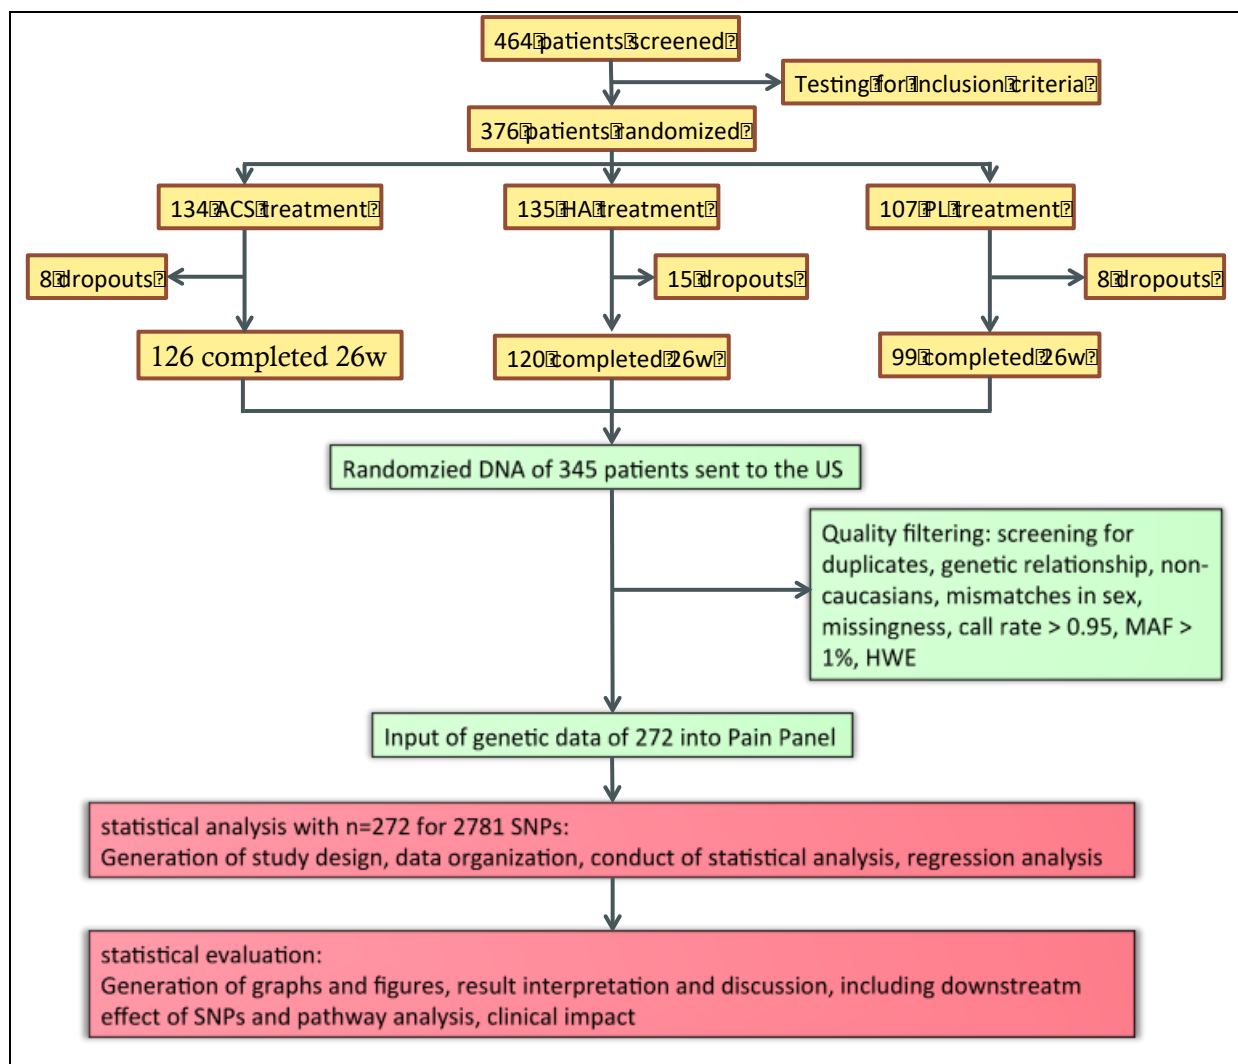 464 patients screened
Testing for Inclusion criteria
376 patients randomized
134 ACS treatment
135 HA treatment
107 PL treatment
8 dropouts
15 dropouts
8 dropouts
126 completed 26w
120 completed 26w
99 completed 26w
Randomzied DNA of 345 patients sent to the US
Quality filtering: screening for
duplicates, genetic relationship, non-
caucasians, mismatches in sex,
missingness, call rate > 0.95, MAF >
1%, HWE
Input of genetic data of 272 into Pain Panel
statistical analysis with n=272 for 2781 SNPs:
Generation of study design, data organization, conduct of statistical analysis, regression analysis
statistical evaluation:
Generation of graphs and figures, result interpretation and discussion, including downstreatm
effect of SNPs and pathway analysis, clinical impact